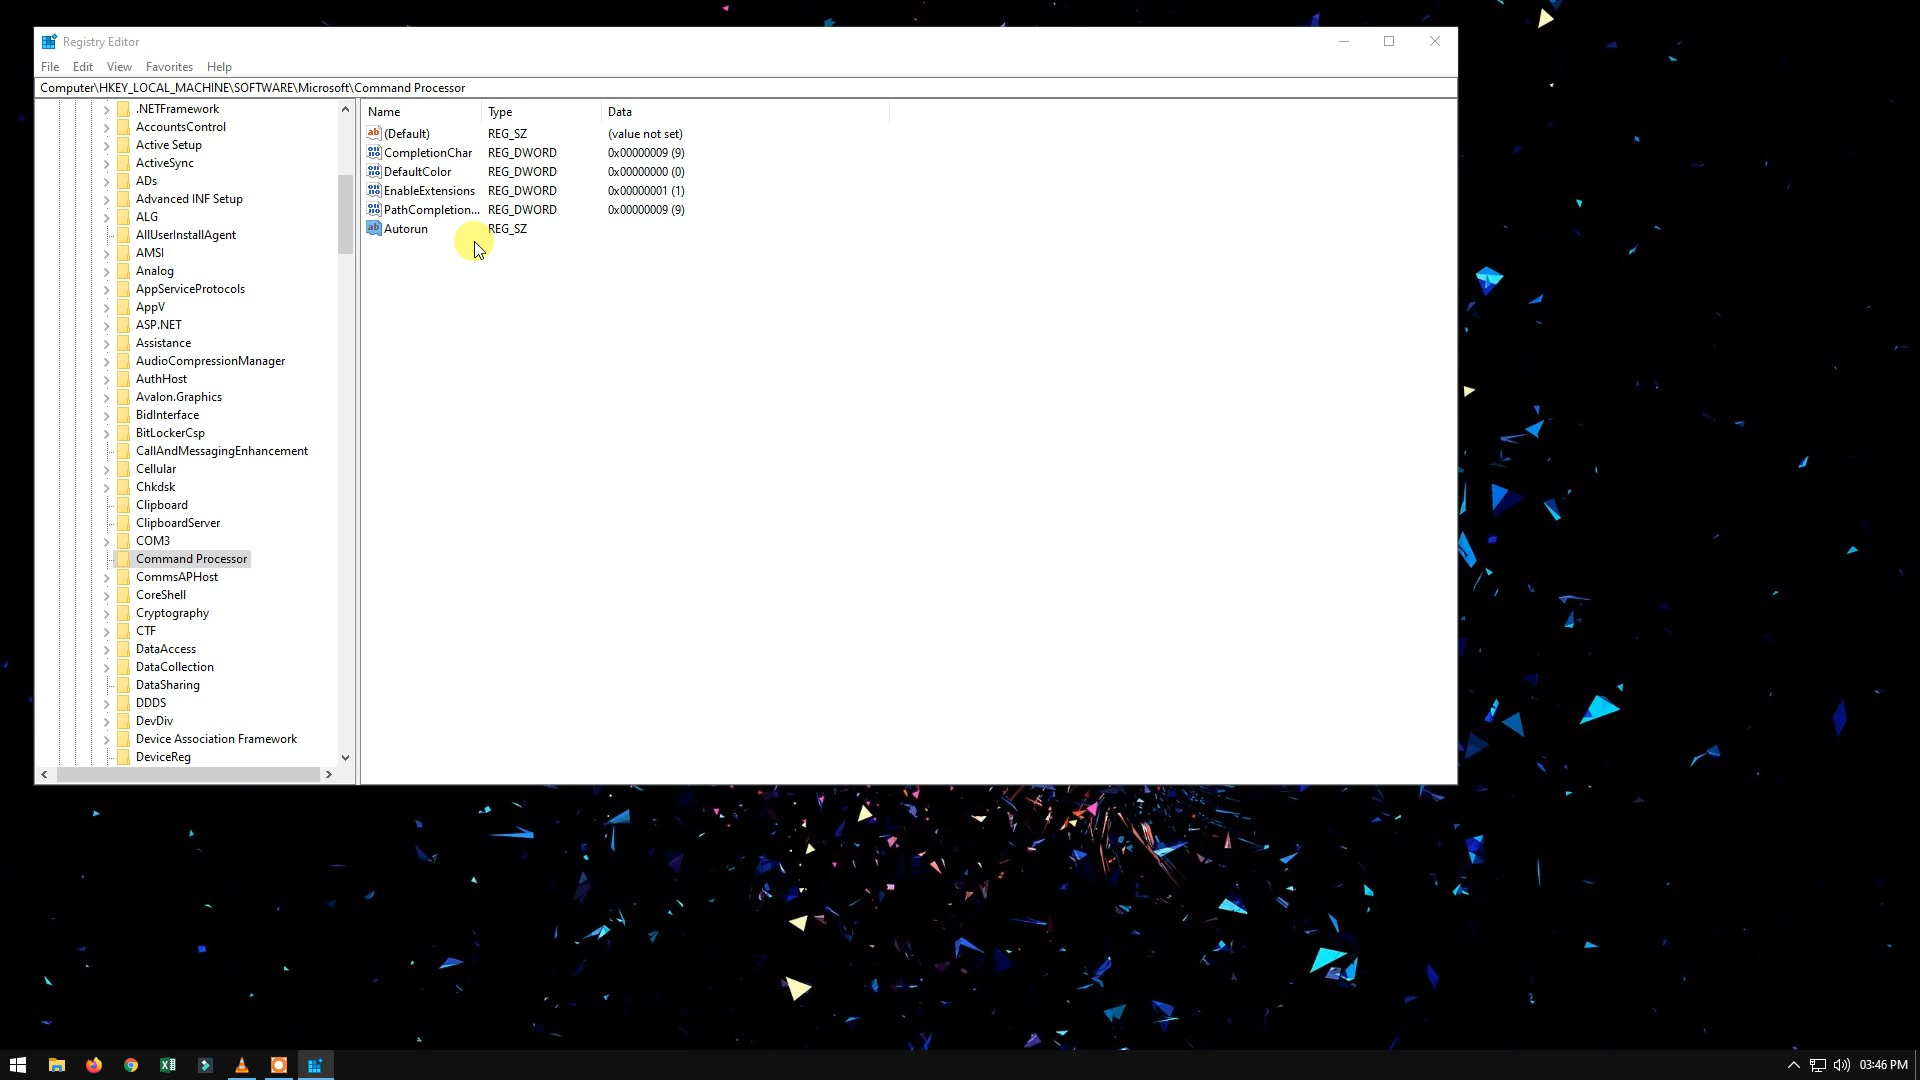 Registry Editor
File Edit View Favorites Help
Computer\HKEY_LOCAL_MACHINE\SOFTWARE\Microsoft\Command Processor
.NETFramework
AccountsControl
Active Setup
ActiveSync
ADs
Advanced INF Setup
ALG
AllUserInstallAgent
AMSI
Analog
AppServiceProtocols
AppV
ASP.NET
Assistance
AudioCompressionManager
AuthHost
Avalon.Graphics
BidInterface
BitLockerCsp
CallAndMessagingEnhancement
Cellular
Chkdsk
Clipboard
ClipboardServer
COM3
Command Processor
CommsAPHost
CoreShell
Cryptography
CTF
DataAccess
DataCollection
DataSharing
DDDS
DevDiv
Device Association Framework
DeviceReg
Name Type Data
(Default) REG_SZ (value not set)
CompletionChar REG_DWORD 0x00000009 (9)
DefaultColor REG_DWORD 0x00000000 (0)
EnableExtensions REG_DWORD 0x00000001 (1)
PathCompletion... REG_DWORD 0x00000009 (9)
Autorun REG_SZ
03:46 PM